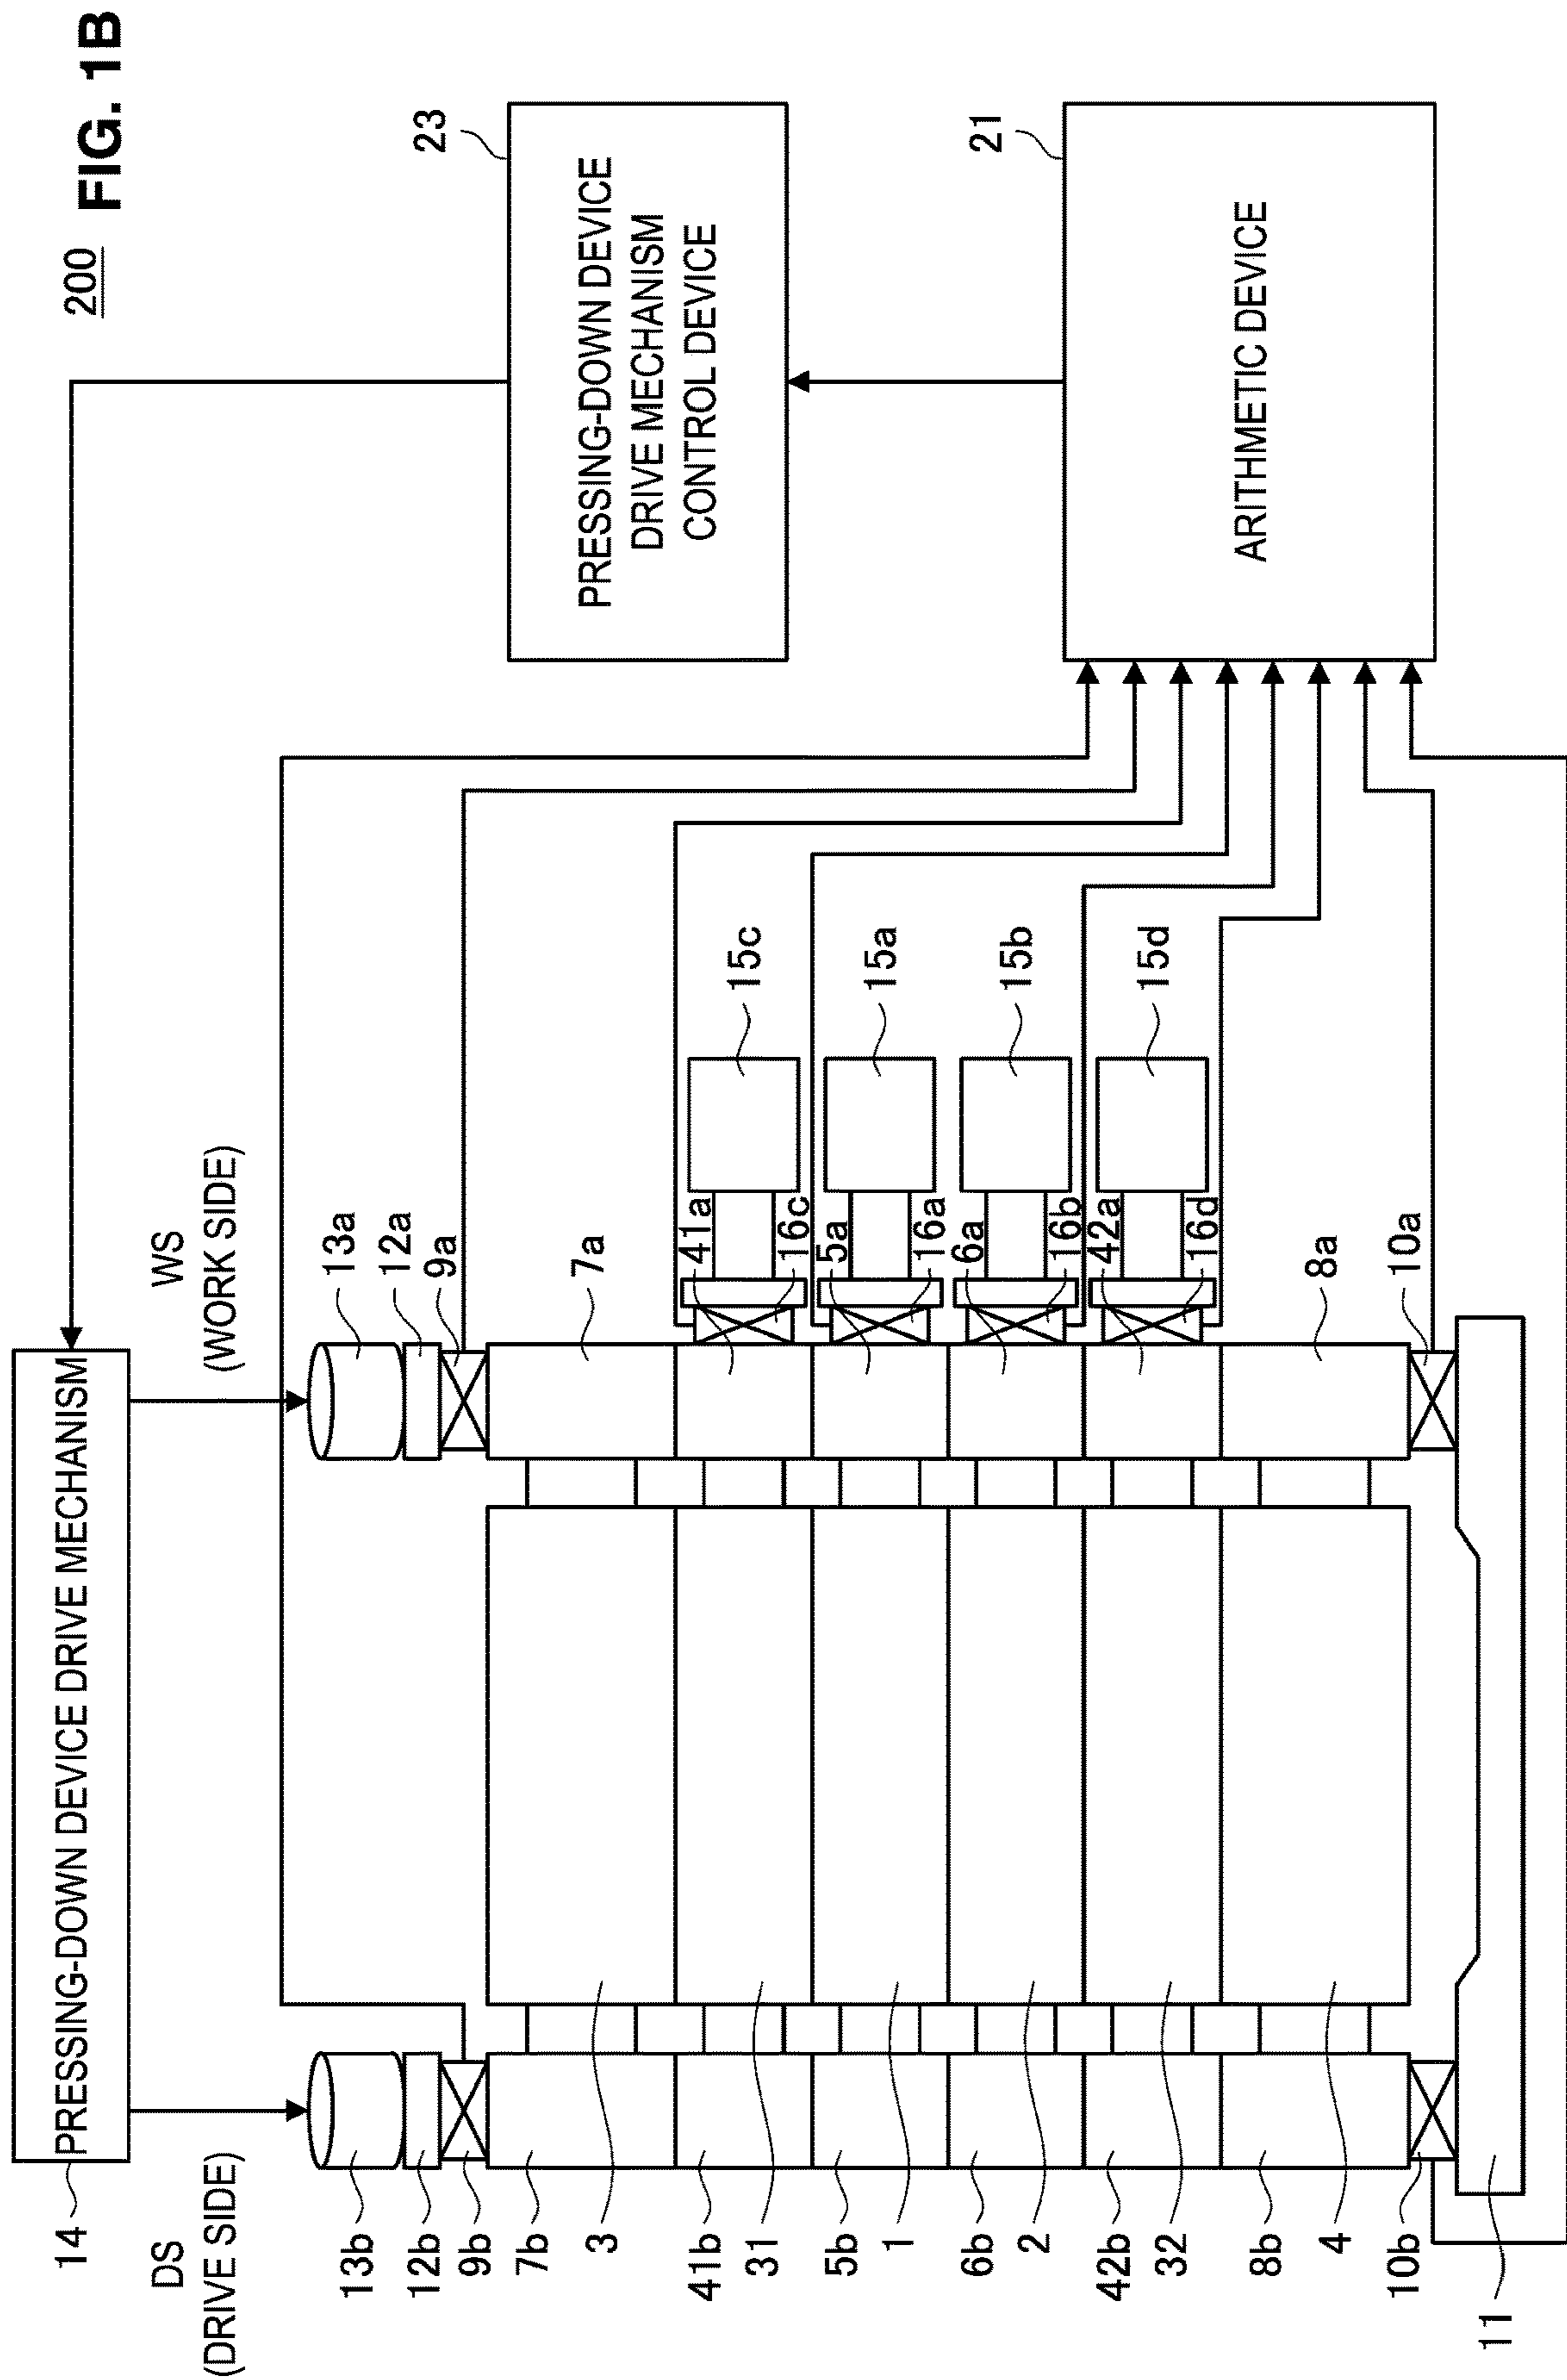 FIG. 1B
200
14
PRESSING-DOWN DEVICE DRIVE MECHANISM
DS
(DRIVE SIDE)
WS
(WORK SIDE)
13b
12b
9b
7b
3
41b
31
5b
1
6b
2
42b
32
8b
4
10b
11
13a
12a
9a
7a
41a
16c
5a
16a
6a
16b
42a
16d
8a
10a
15c
15a
15b
15d
23
PRESSING-DOWN DEVICE
DRIVE MECHANISM
CONTROL DEVICE
21
ARITHMETIC DEVICE